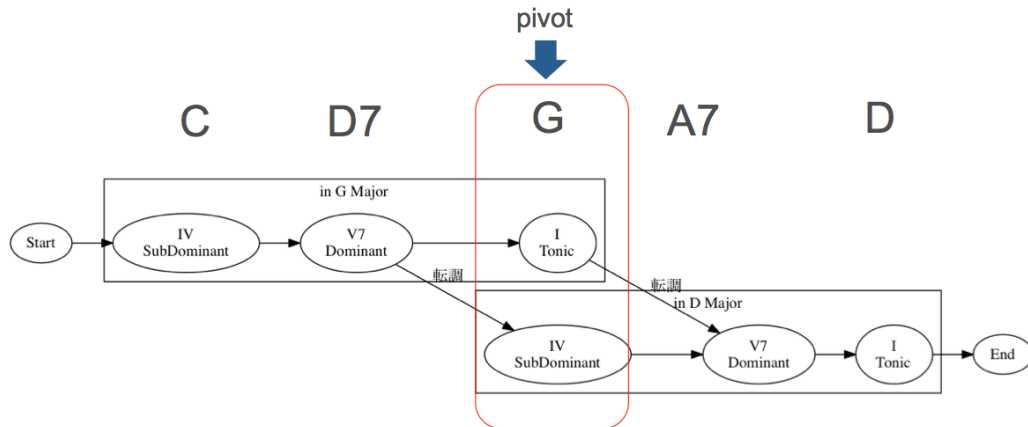 pivot
C D7 G A7 D
in G Major
Start
IV
SubDominant
V7
Dominant
I
Tonic
転調
転調
in D Major
IV
SubDominant
V7
Dominant
I
Tonic
End